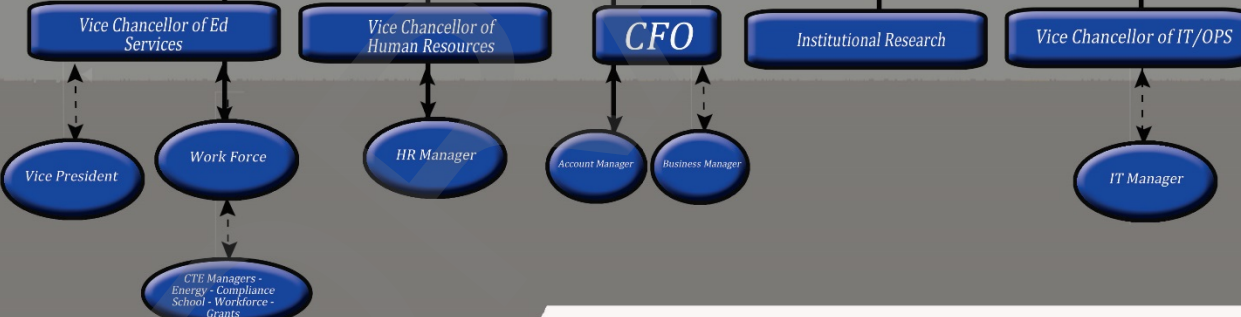 Vice Chancellor of Ed
Services
Vice Chancellor of
Human Resources
CFO
Institutional Research
Vice Chancellor of IT/OPS
Vice President
Work Force
HR Manager
Account Manager
Business Manager
IT Manager
CTE Managers -
Energy - Compliance
School - Workforce -
Grants